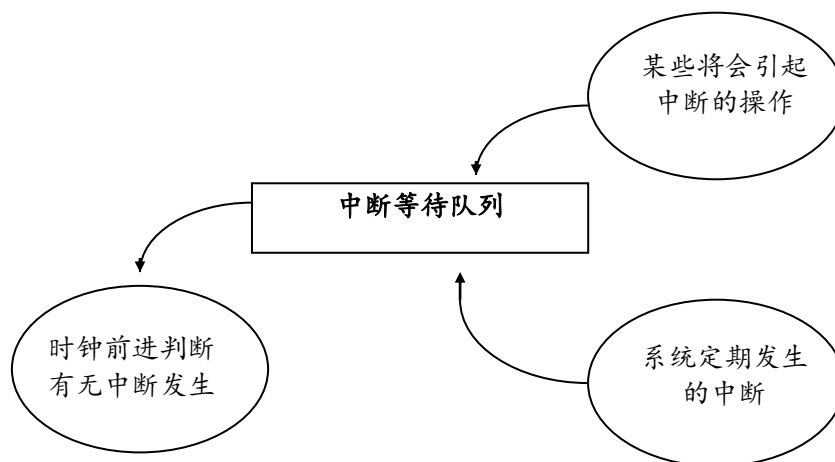 某些将会引起
中断的操作
中断等待队列
时钟前进判断
有无中断发生
系统定期发生
的中断